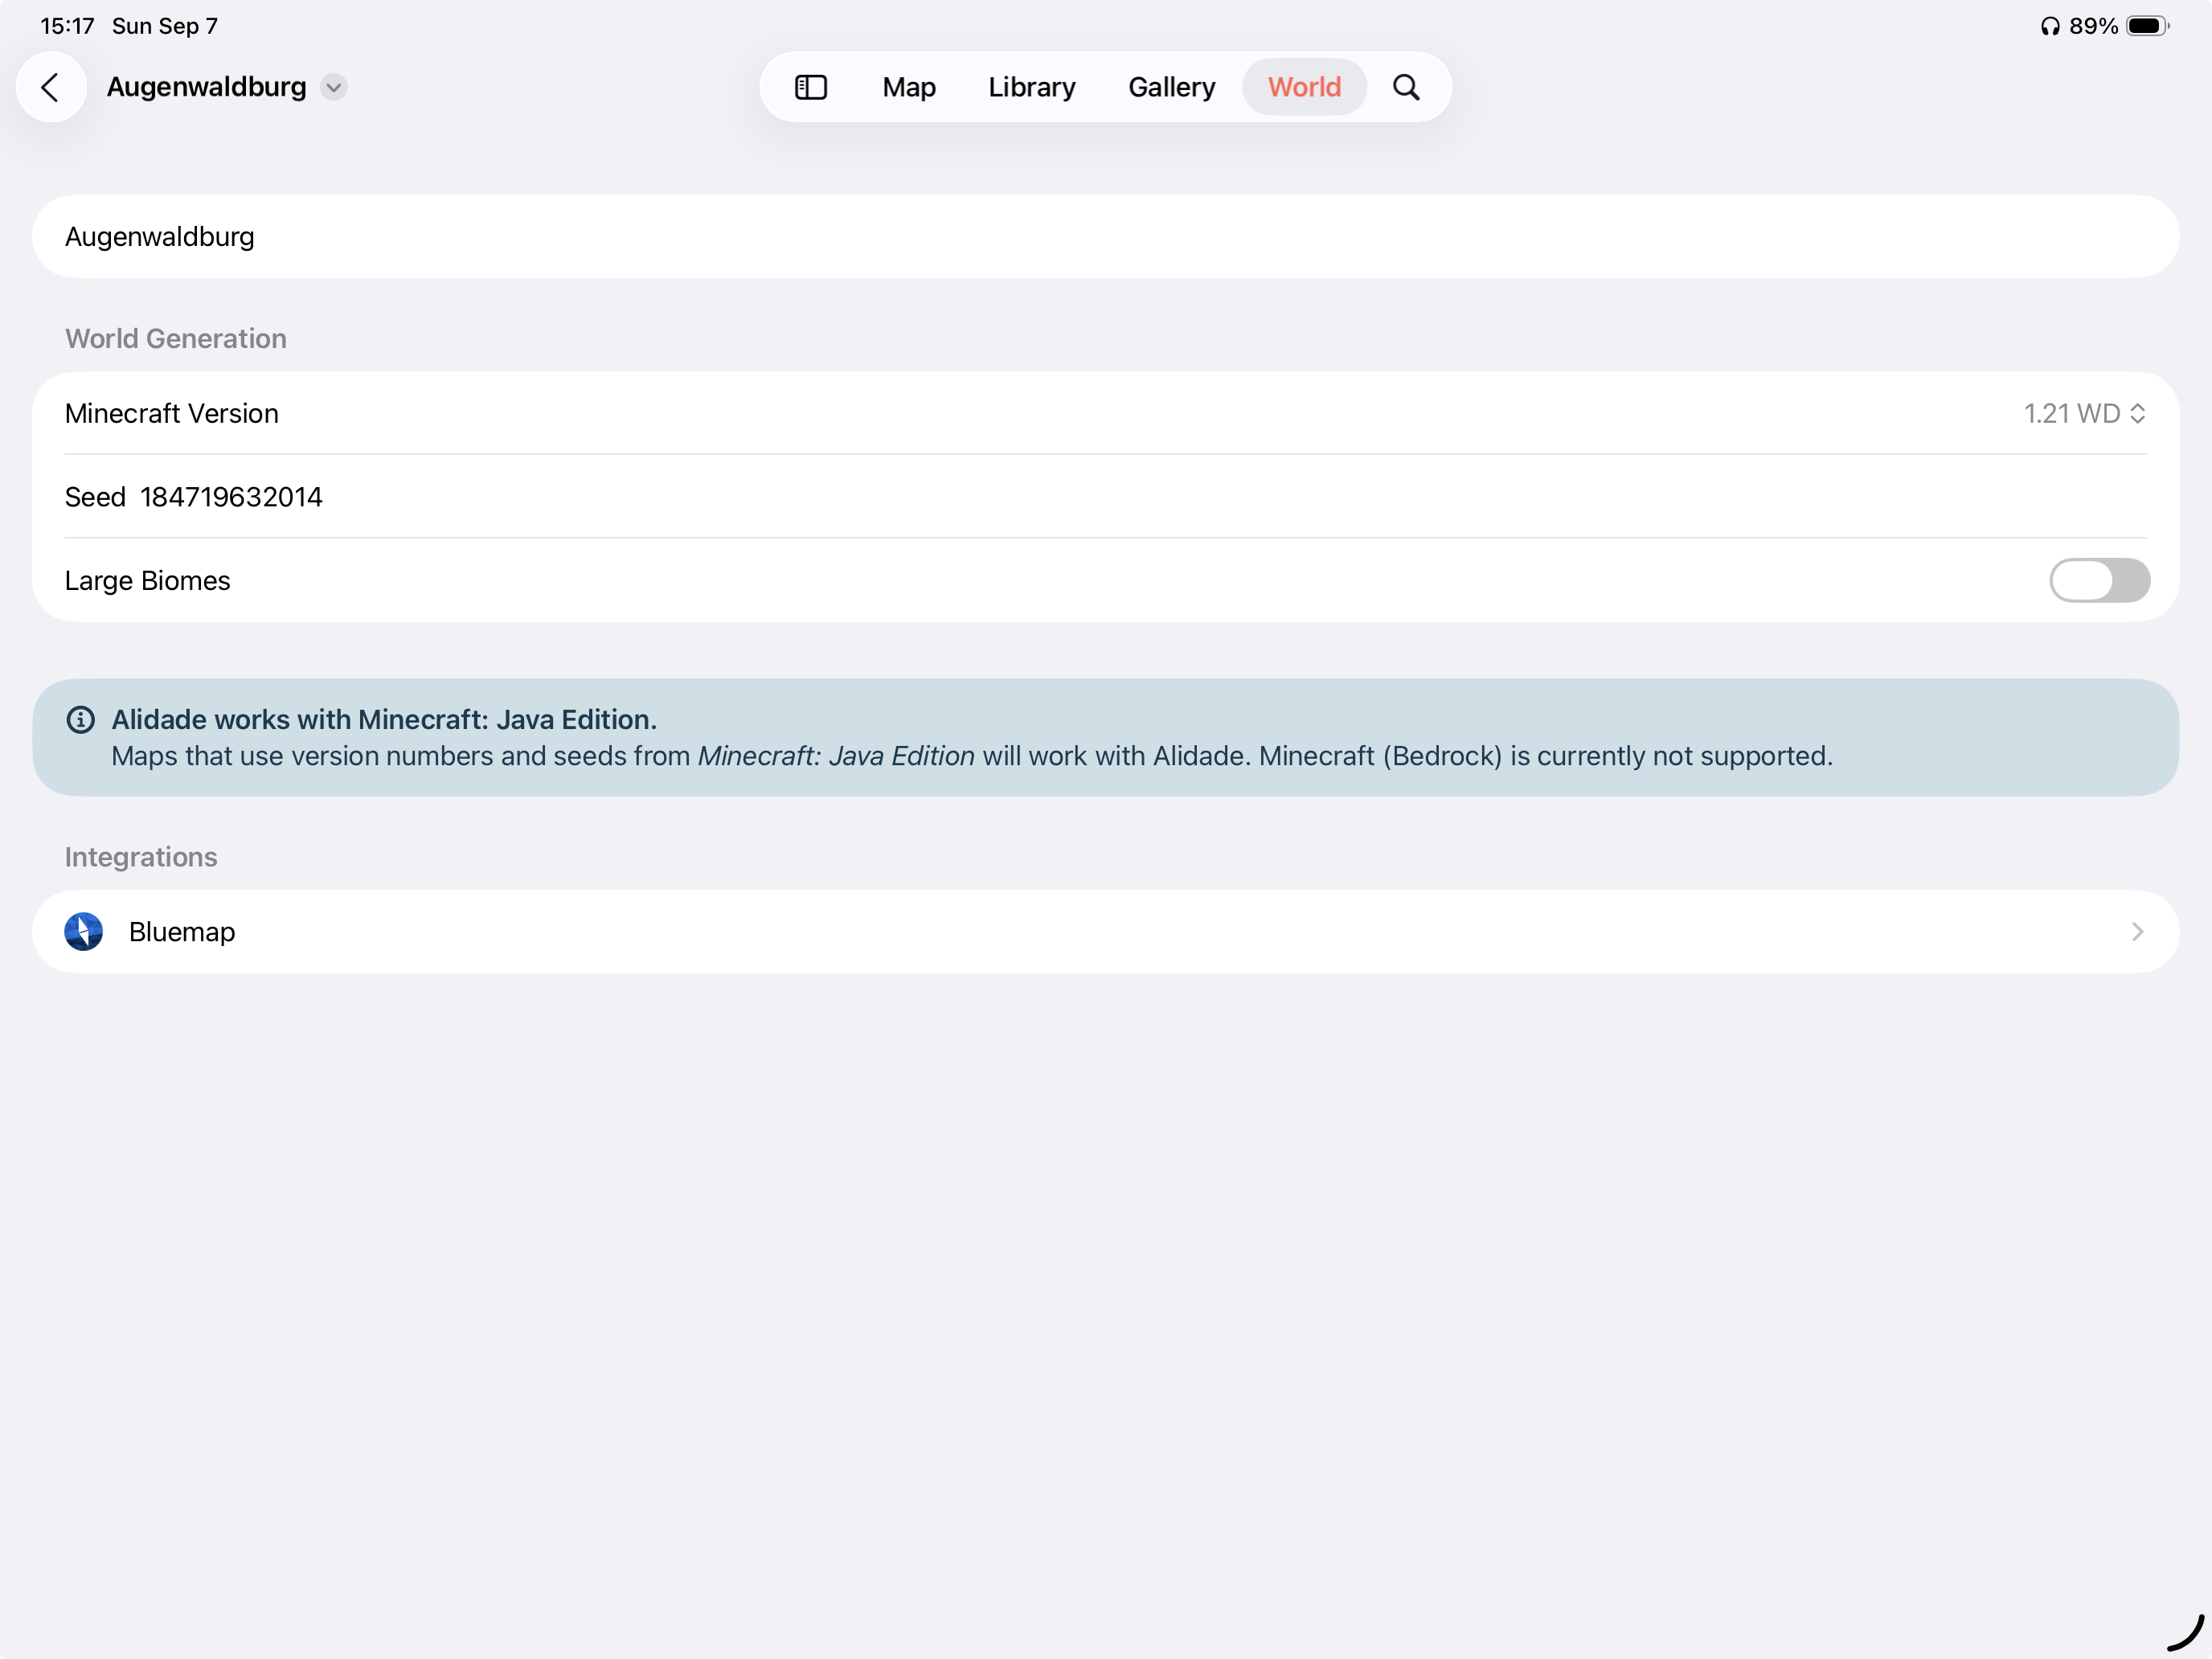 15:17 Sun Sep 7
89%
Augenwaldburg
Map Library Gallery World
Augenwaldburg
World Generation
Minecraft Version 1.21 WD
Seed 184719632014
Large Biomes
Alidade works with Minecraft: Java Edition.
Maps that use version numbers and seeds from Minecraft: Java Edition will work with Alidade. Minecraft (Bedrock) is currently not supported.
Integrations
Bluemap